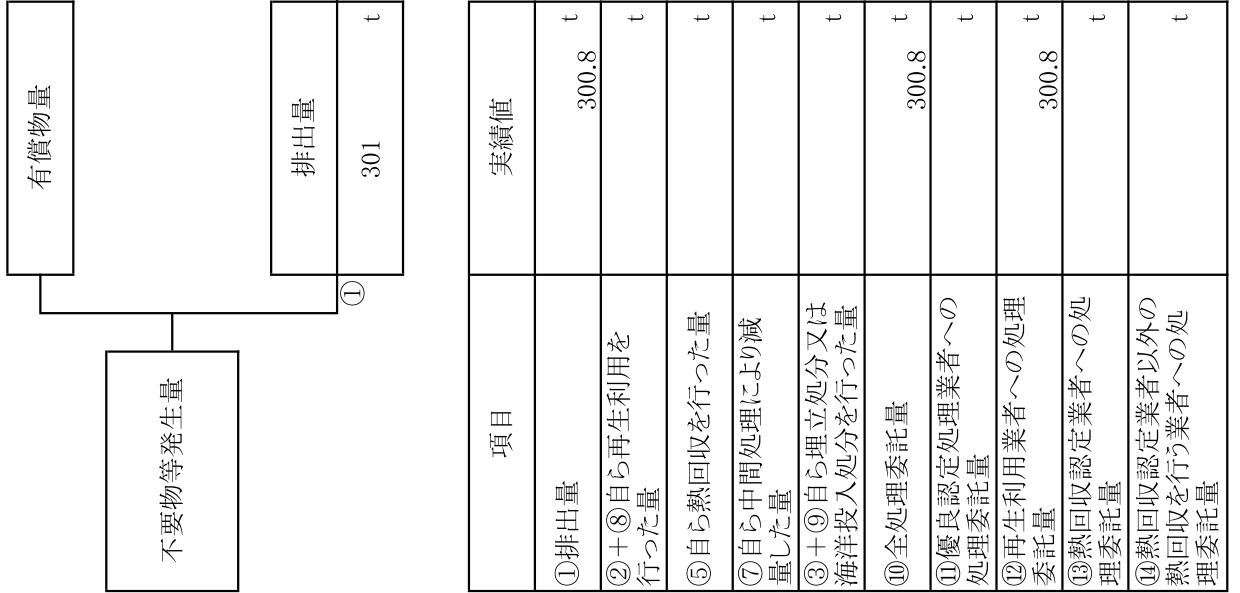 有償物量
不要物等発生量
排出量
①
301 t
項目 実績値
①排出量 300.8 t
②＋⑧自ら再生利用を
行った量 t
⑤自ら熱回収を行った量 t
⑦自ら中間処理により減
量した量 t
③＋⑨自ら埋立処分又は
海洋投入処分を行った量 t
⑩全処理委託量 300.8 t
⑪優良認定処理業者への
処理委託量 t
⑫再生利用業者への処理
委託量 300.8 t
⑬熱回収認定業者への処
理委託量 t
⑭熱回収認定業者以外の
熱回収を行う業者への処
理委託量 t